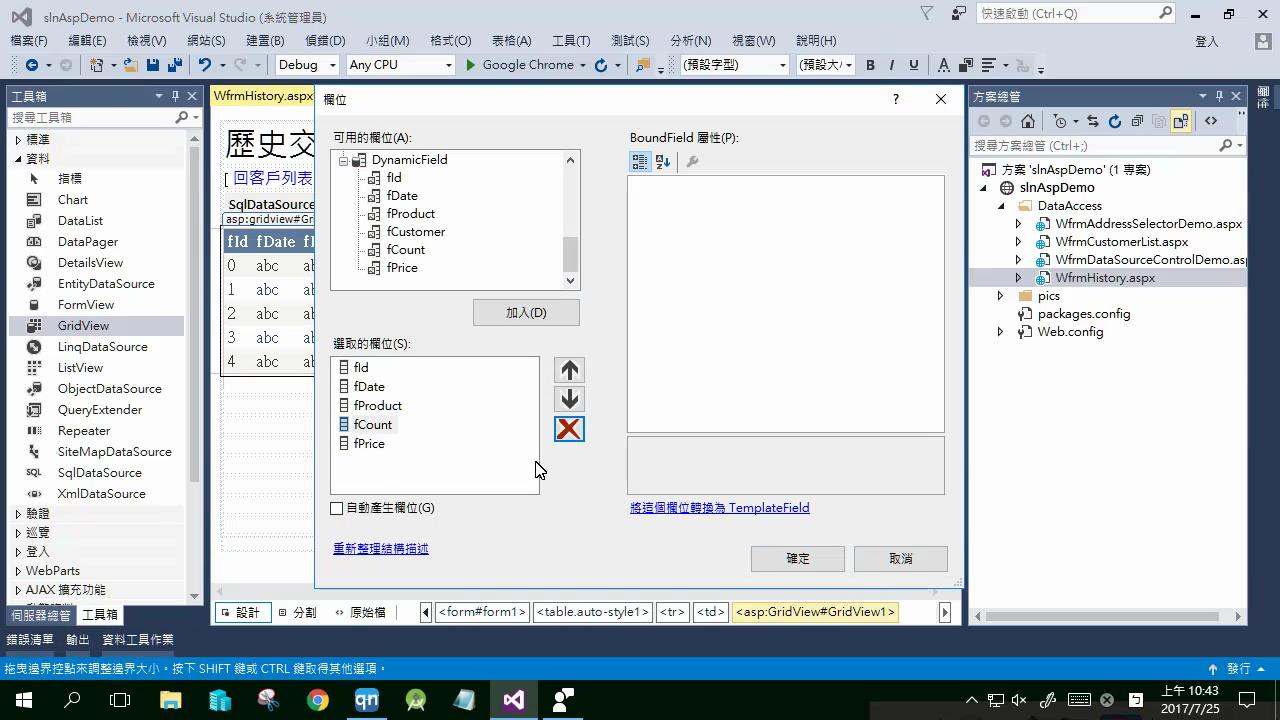 slnAspDemo - Microsoft Visual Studio (系統管理員)
快速啟動 (Ctrl+Q)
檔案(F) 編輯(E) 檢視(V) 網站(S) 建置(B) 偵錯(D) 小組(M) 格式(O) 表格(A) 工具(T) 測試(S) 分析(N) 視窗(W) 說明(H)
登入
Debug Any CPU Google Chrome (預設字型) (預設大/ B I U A
工具箱
搜尋工具箱
標準
資料
指標
Chart
DataList
DataPager
DetailsView
EntityDataSource
FormView
GridView
LinqDataSource
ListView
ObjectDataSource
QueryExtender
Repeater
SiteMapDataSource
SqlDataSource
XmlDataSource
驗證
巡覽
登入
WebParts
AJAX 擴充功能
伺服器總管 工具箱
WfrmHistory.aspx
歷史交
[ 回客戶列表
SqlDataSource
asp:gridview#Gr
fId fDate f
0 abc ab
1 abc ab
2 abc ab
3 abc ab
4 abc ab
欄位
?
可用的欄位(A):
DynamicField
fId
fDate
fProduct
fCustomer
fCount
fPrice
加入(D)
選取的欄位(S):
fId
fDate
fProduct
fCount
fPrice
自動產生欄位(G)
重新整理結構描述
BoundField 屬性(P):
將這個欄位轉換為 TemplateField
確定 取消
設計 分割 原始檔
<form#form1> <table.auto-style1> <tr> <td> <asp:GridView#GridView1>
方案總管
搜尋方案總管 (Ctrl+;)
方案 'slnAspDemo' (1 專案)
slnAspDemo
DataAccess
WfrmAddressSelectorDemo.aspx
WfrmCustomerList.aspx
WfrmDataSourceControlDemo.asp
WfrmHistory.aspx
pics
packages.config
Web.config
錯誤清單 輸出 資料工具作業
拖曳邊界控點來調整邊界大小。按下 SHIFT 鍵或 CTRL 鍵取得其他選項。
發行
qn
上午 10:43
2017/7/25